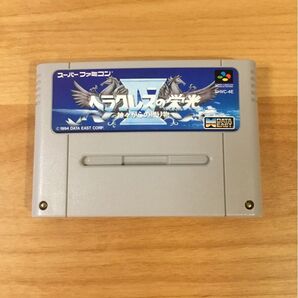 スーパーファミコン
SHVC-4E
ヘラクレスの栄光
IV
神々からの贈り物
© 1994 DATA EAST CORP.
DATA
EAST